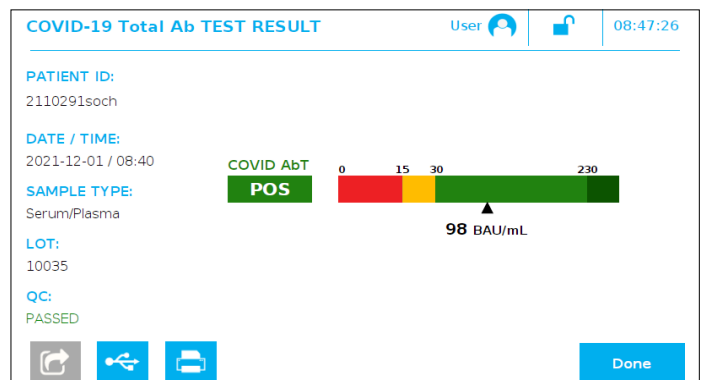 COVID-19 Total Ab TEST RESULT
User
08:47:26
PATIENT ID:
2110291soch
DATE / TIME:
2021-12-01 / 08:40
SAMPLE TYPE:
Serum/Plasma
LOT:
10035
QC:
PASSED
COVID AbT
POS
0 15 30 230
98 BAU/mL
Done